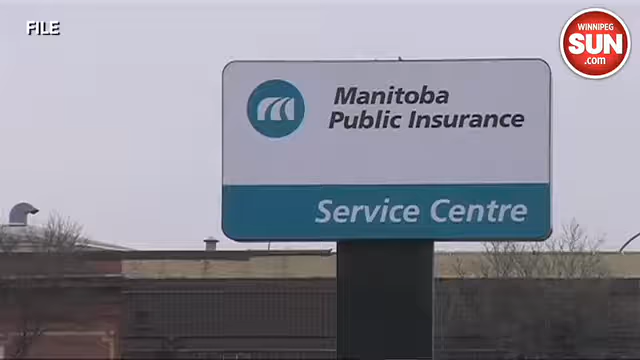 FILE
WINNIPEG
SUN
.com
Manitoba
Public Insurance
Service Centre